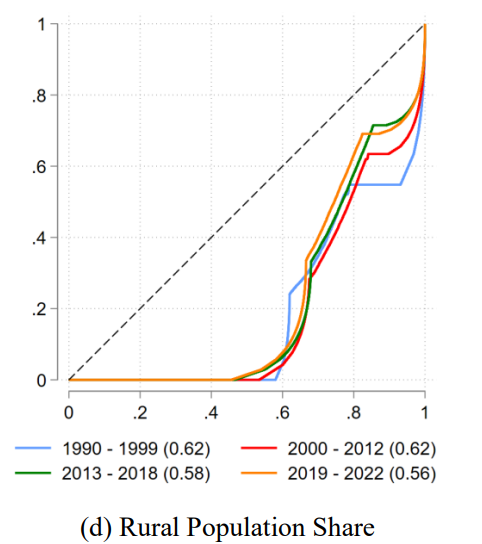 1
.8
.6
.4
.2
0
0 .2 .4 .6 .8 1
1990 - 1999 (0.62) 2000 - 2012 (0.62)
2013 - 2018 (0.58) 2019 - 2022 (0.56)
(d) Rural Population Share